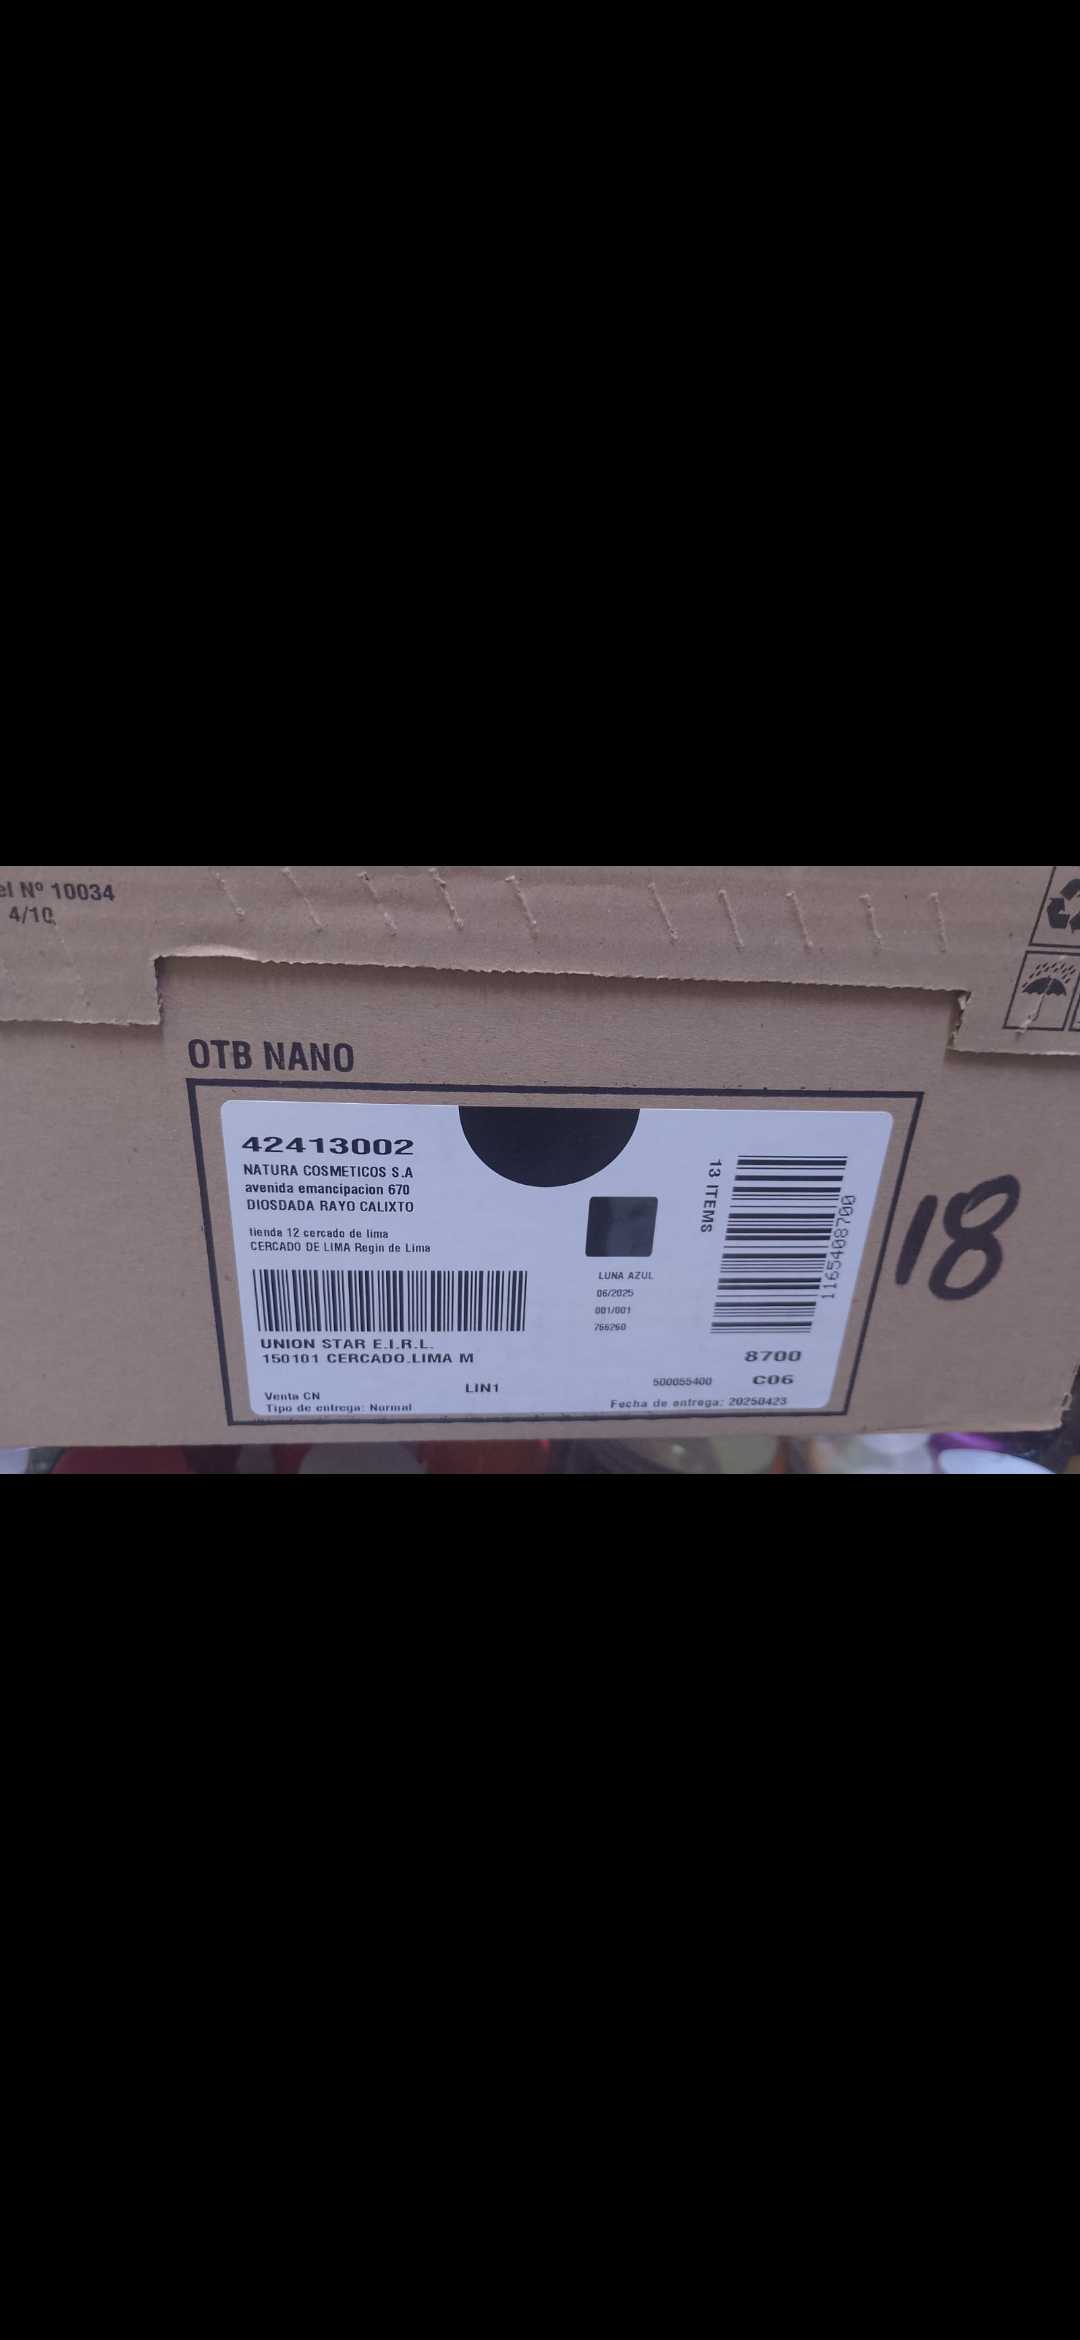 el Nº 10034
4/10
OTB NANO
42413002
NATURA COSMETICOS S.A
avenida emancipacion 670
DIOSDADA RAYO CALIXTO
tienda 12 cercado de lima
CERCADO DE LIMA Regin de Lima
UNION STAR E.I.R.L.
150101 CERCADO.LIMA M
LIN1
Venta CN
Tipo de entrega: Normal
LUNA AZUL
06/2025
001/001
766260
13 ITEMS
1165408700
8700
500055400
C06
Fecha de entrega: 20250423
18